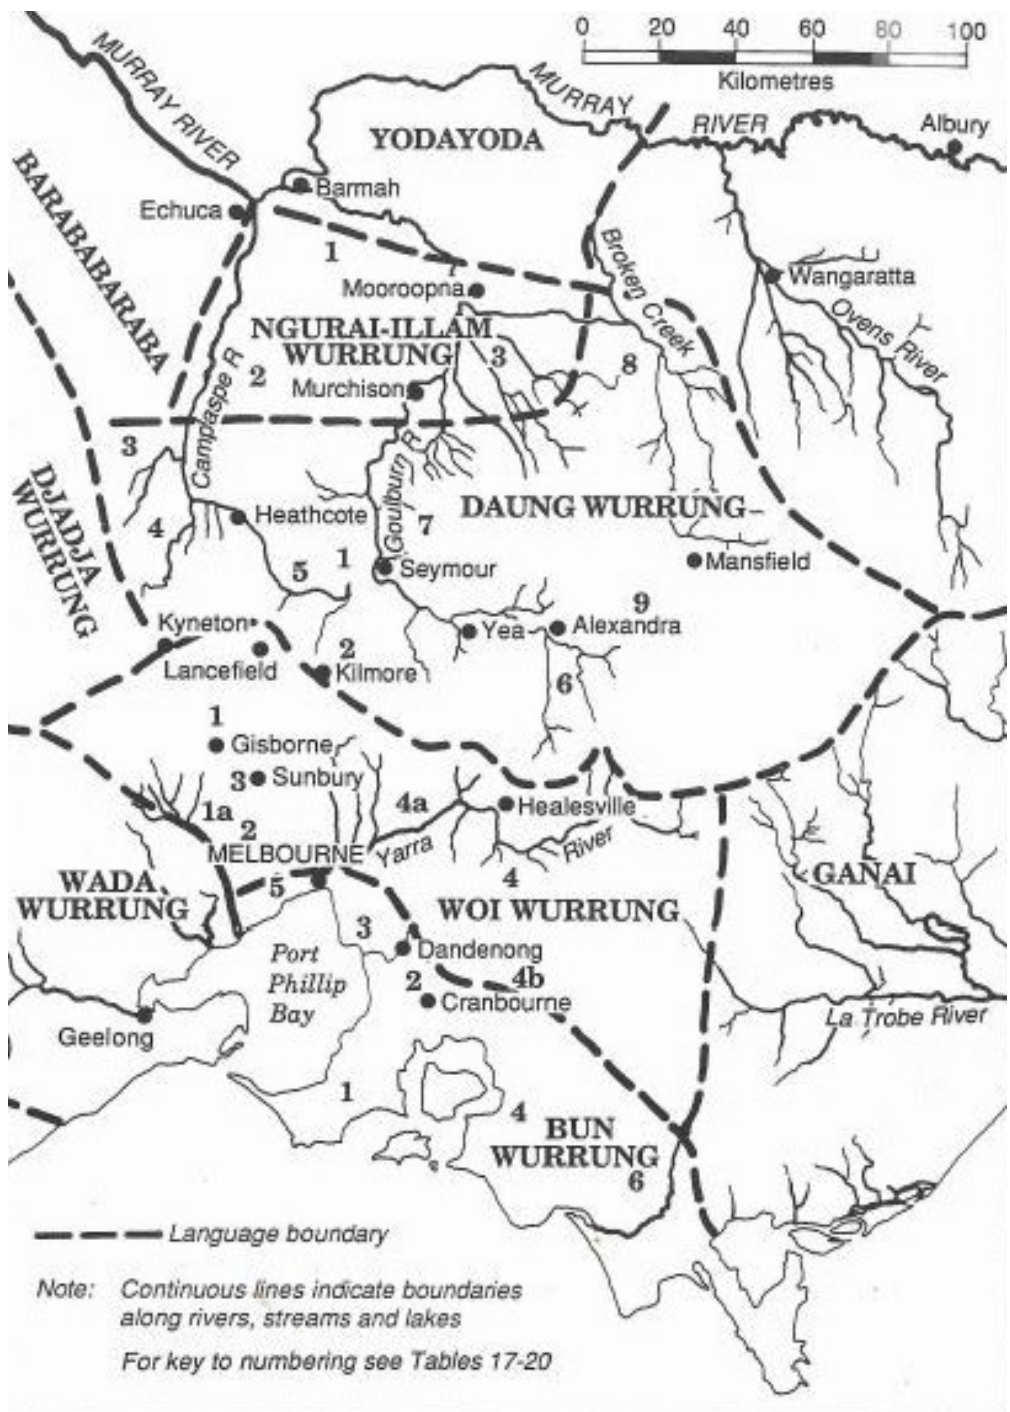 0 20 40 60 80 100
Kilometres
MURRAY RIVER
MURRAY
RIVER
Albury
YODAYODA
BARABABARABA
Barmah
Echuca
1
Broken Creek
Wangaratta
Mooroopna
Ovens River
NGURAI-ILLAM
WURRUNG
3
8
2
Murchison
Campaspe R
3
Goulburn R
DJADJA
WURRUNG
DAUNG WURRUNG
4
Heathcote
7
1
Seymour
Mansfield
5
9
Kyneton
Yea
Alexandra
Lancefield
2
Kilmore
6
1
Gisborne
3
Sunbury
1a
4a
Healesville
2
MELBOURNE
Yarra
River
WADA
WURRUNG
5
4
GANAI
WOI WURRUNG
3
Dandenong
Port
Phillip
Bay
2
4b
Cranbourne
Geelong
La Trobe River
1
4
BUN
WURRUNG
6
Language boundary
Note: Continuous lines indicate boundaries
along rivers, streams and lakes
For key to numbering see Tables 17-20